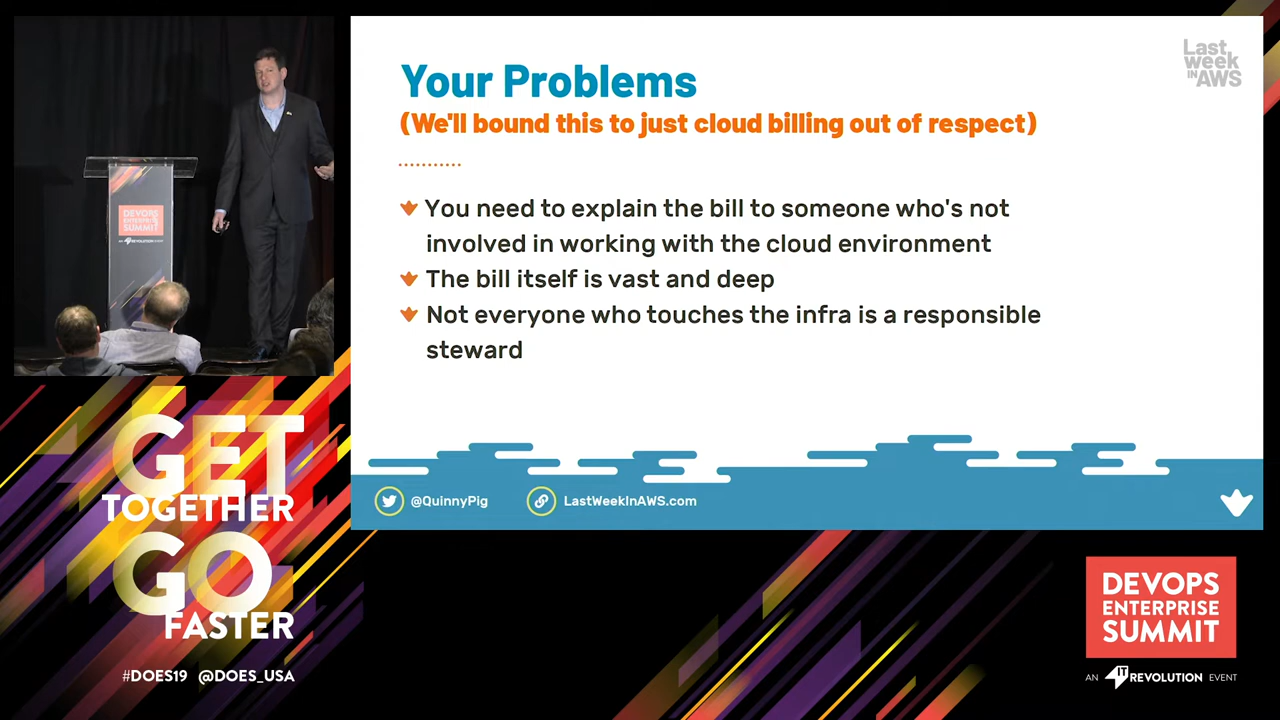 Last
week
IN AWS
Your Problems
(We'll bound this to just cloud billing out of respect)
You need to explain the bill to someone who's not
involved in working with the cloud environment
The bill itself is vast and deep
Not everyone who touches the infra is a responsible
steward
@QuinnyPig
LastWeekInAWS.com
DEVOPS
ENTERPRISE
SUMMIT
GET
TOGETHER
GO
FASTER
#DOES19 @DOES_USA
DEVOPS
ENTERPRISE
SUMMIT
AN IT REVOLUTION EVENT